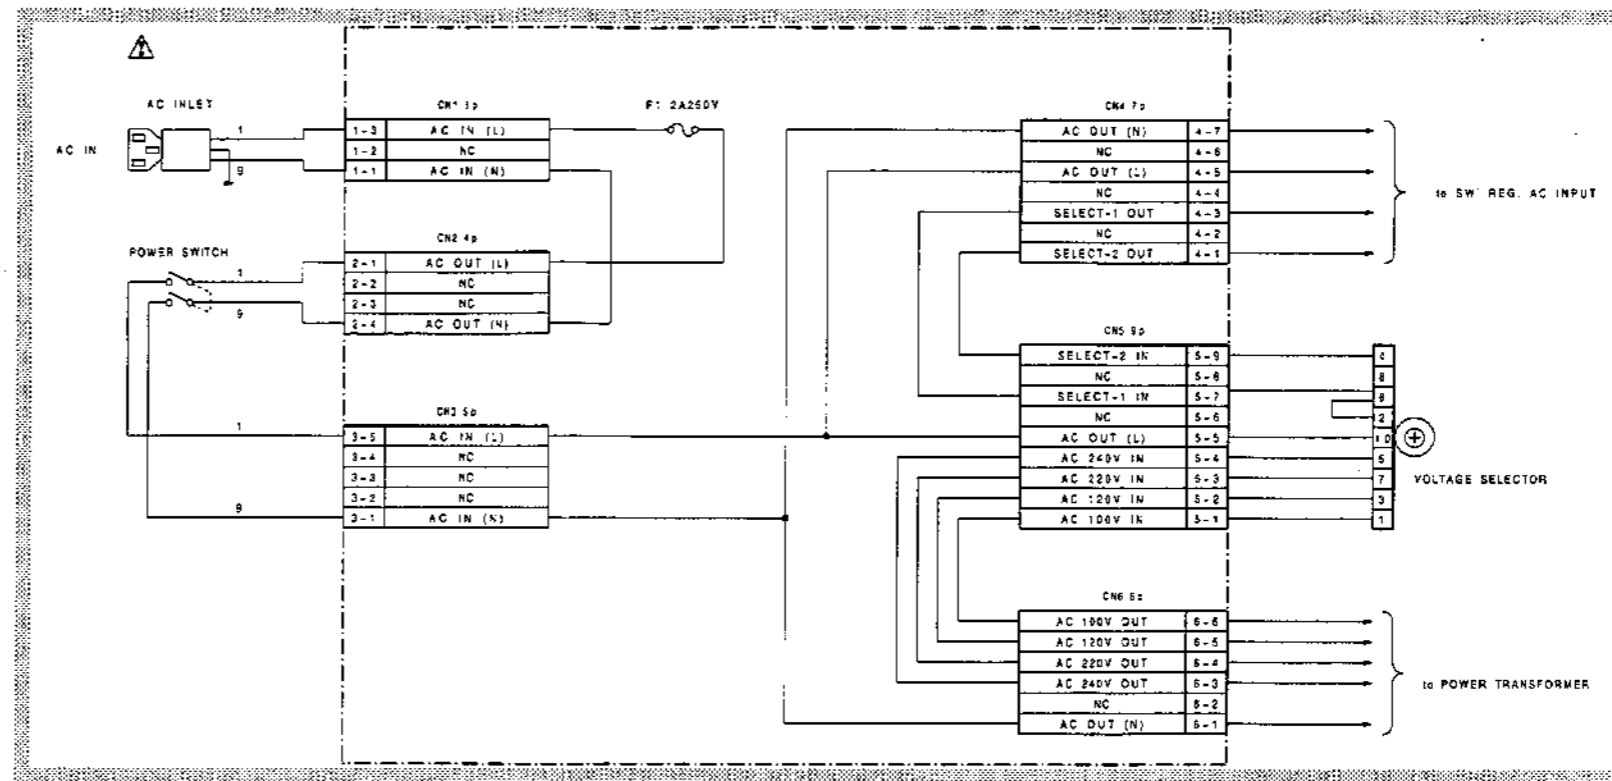 AC INLET
AC IN
1
9
CN1 3p
1-3 AC IN (L)
1-2 NC
1-1 AC IN (N)
F1 2A250V
POWER SWITCH
1
9
CN2 4p
2-1 AC OUT (L)
2-2 NC
2-3 NC
2-4 AC OUT (N)
1
9
CN3 5p
3-5 AC IN (L)
3-4 NC
3-3 NC
3-2 NC
3-1 AC IN (N)
CN4 7p
AC OUT (N) 4-7
NC 4-6
AC OUT (L) 4-5
NC 4-4
SELECT-1 OUT 4-3
NC 4-2
SELECT-2 OUT 4-1
to SW' REG. AC INPUT
CN5 9p
SELECT-2 IN 5-9
NC 5-8
SELECT-1 IN 5-7
NC 5-6
AC OUT (L) 5-5
AC 240V IN 5-4
AC 220V IN 5-3
AC 120V IN 5-2
AC 100V IN 5-1
2
10
5
7
3
1
VOLTAGE SELECTOR
AC 100V OUT 6-6
AC 120V OUT 6-5
AC 220V OUT 6-4
AC 240V OUT 6-3
NC 6-2
AC OUT (N) 6-1
to POWER TRANSFORMER